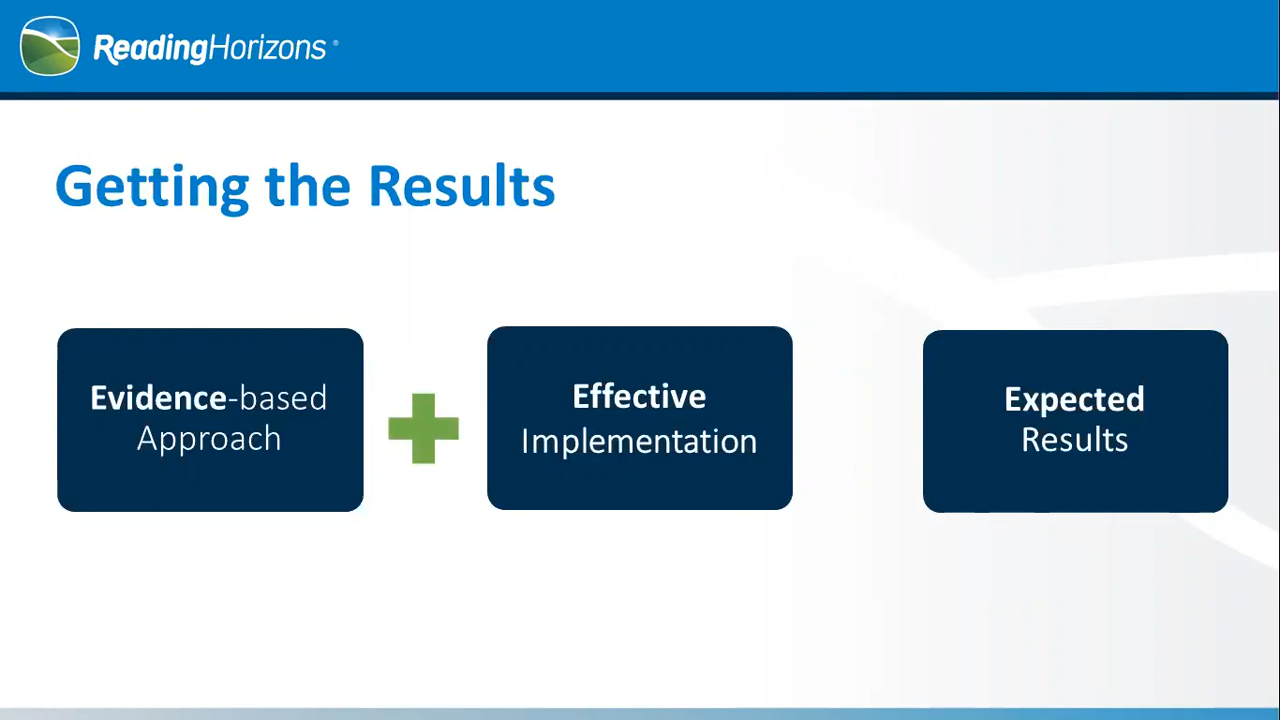 ReadingHorizons®
Getting the Results
Evidence-based
Approach
Effective
Implementation
Expected
Results